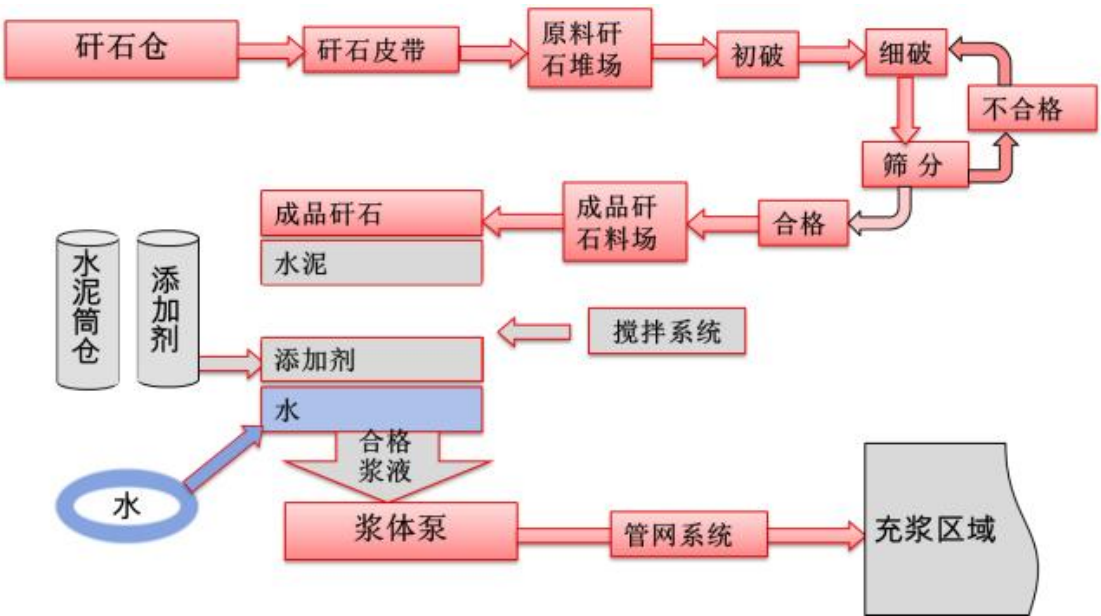 矸石仓
矸石皮带
原料矸
石堆场
初破
细破
不合格
筛分
合格
成品矸
石料场
成品矸石
水泥
水泥筒仓
添加剂
搅拌系统
添加剂
水
合格
浆液
水
浆体泵
管网系统
充浆区域